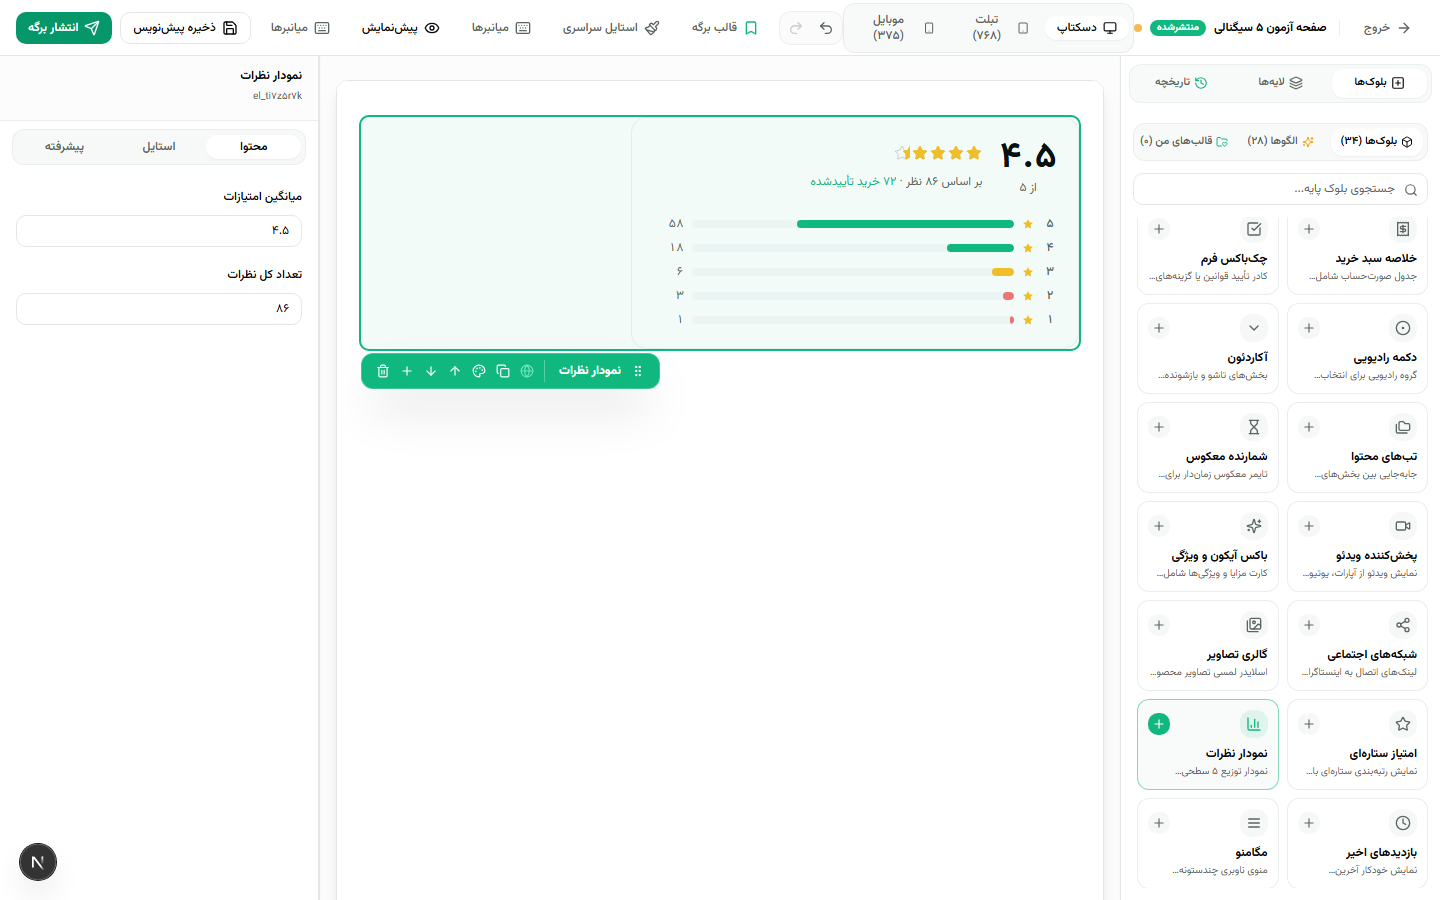 خروج
صفحه آزمون ۵ سیگنالی
منتشرشده
دسکتاپ
تبلت (۷۶۸)
موبایل (۳۷۵)
قالب برگه
استایل سراسری
میانبرها
پیش‌نمایش
میانبرها
ذخیره پیش‌نویس
انتشار برگه
بلوک‌ها
لایه‌ها
تاریخچه
بلوک‌ها (۳۴)
الگوها (۲۸)
قالب‌های من (۰)
جستجوی بلوک پایه...
خلاصه سبد خرید
جدول صورت‌حساب شامل...
چک‌باکس فرم
کادر تأیید قوانین یا گزینه‌های...
دکمه رادیویی
گروه رادیویی برای انتخاب...
آکاردئون
بخش‌های تاشو و بازشونده...
تب‌های محتوا
جابه‌جایی بین بخش‌های...
شمارنده معکوس
تایمر معکوس زمان‌دار برای...
پخش‌کننده ویدئو
نمایش ویدئو از آپارات، یوتیو...
باکس آیکون و ویژگی
کارت مزایا و ویژگی‌ها شامل...
شبکه‌های اجتماعی
لینک‌های اتصال به اینستاگرا...
گالری تصاویر
اسلایدر لمسی تصاویر محصو...
امتیاز ستاره‌ای
نمایش رتبه‌بندی ستاره‌ای با...
نمودار نظرات
نمودار توزیع ۵ سطحی...
بازدیدهای اخیر
نمایش خودکار آخرین...
مگامنو
منوی ناوبری چندستونه...
۴.۵
از ۵
بر اساس ۸۶ نظر · ۷۲ خرید تأییدشده
۵ ۵۸
۴ ۱۸
۳ ۶
۲ ۳
۱ ۱
نمودار نظرات
نمودار نظرات
el_ti۷z۵r۷k
محتوا
استایل
پیشرفته
میانگین امتیازات
۴.۵
تعداد کل نظرات
۸۶
N